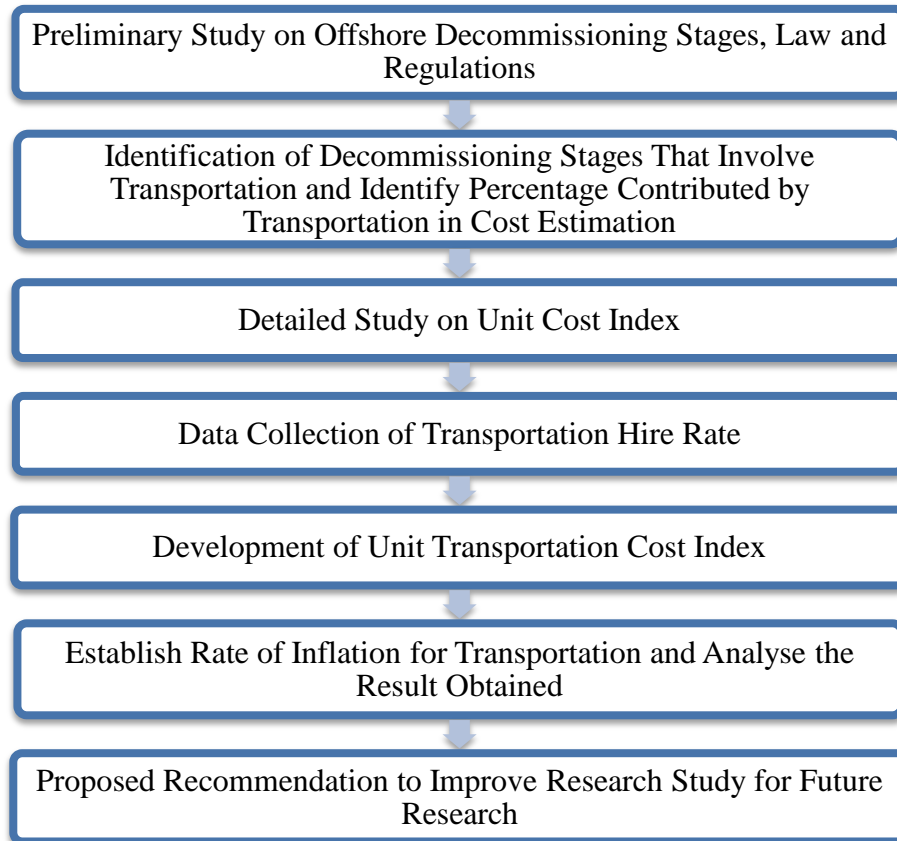 Preliminary Study on Offshore Decommissioning Stages, Law and
Regulations
Identification of Decommissioning Stages That Involve
Transportation and Identify Percentage Contributed by
Transportation in Cost Estimation
Detailed Study on Unit Cost Index
Data Collection of Transportation Hire Rate
Development of Unit Transportation Cost Index
Establish Rate of Inflation for Transportation and Analyse the
Result Obtained
Proposed Recommendation to Improve Research Study for Future
Research